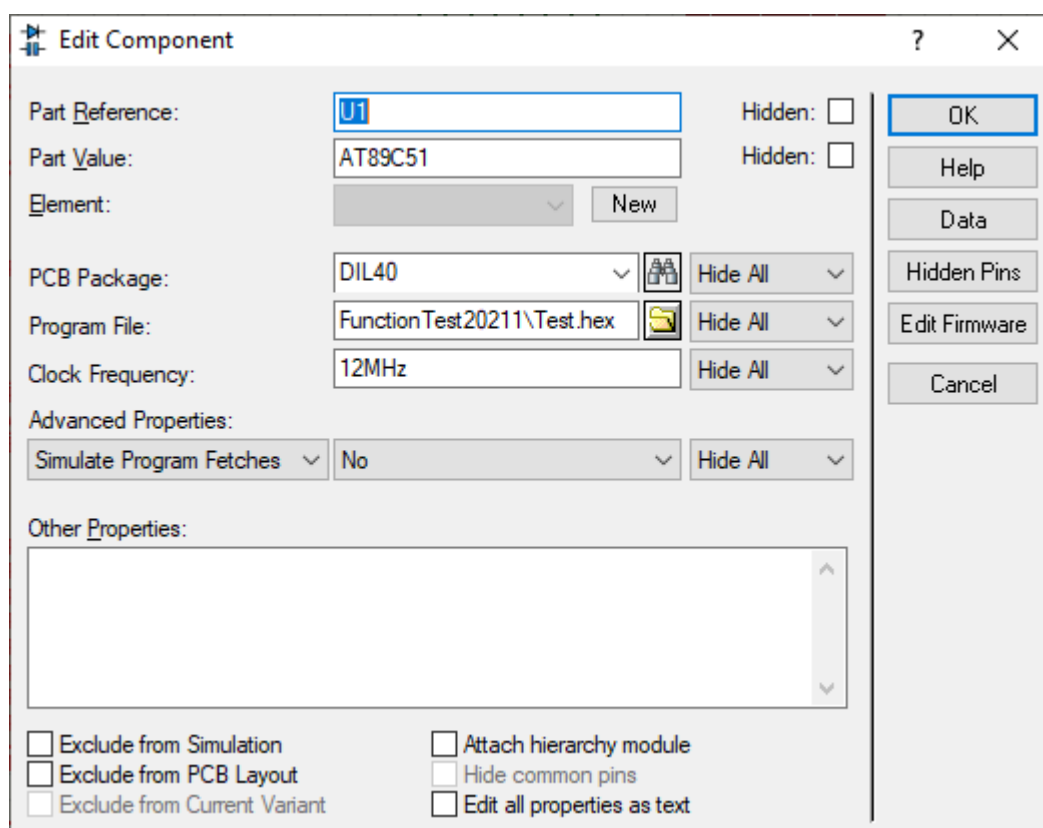 Edit Component ? X
Part Reference: U1 Hidden: OK
Part Value: AT89C51 Hidden: Help
Element: New Data
PCB Package: DIL40 Hide All Hidden Pins
Program File: FunctionTest20211\Test.hex Hide All Edit Firmware
Clock Frequency: 12MHz Hide All Cancel
Advanced Properties:
Simulate Program Fetches No Hide All
Other Properties:
Exclude from Simulation Attach hierarchy module
Exclude from PCB Layout Hide common pins
Exclude from Current Variant Edit all properties as text